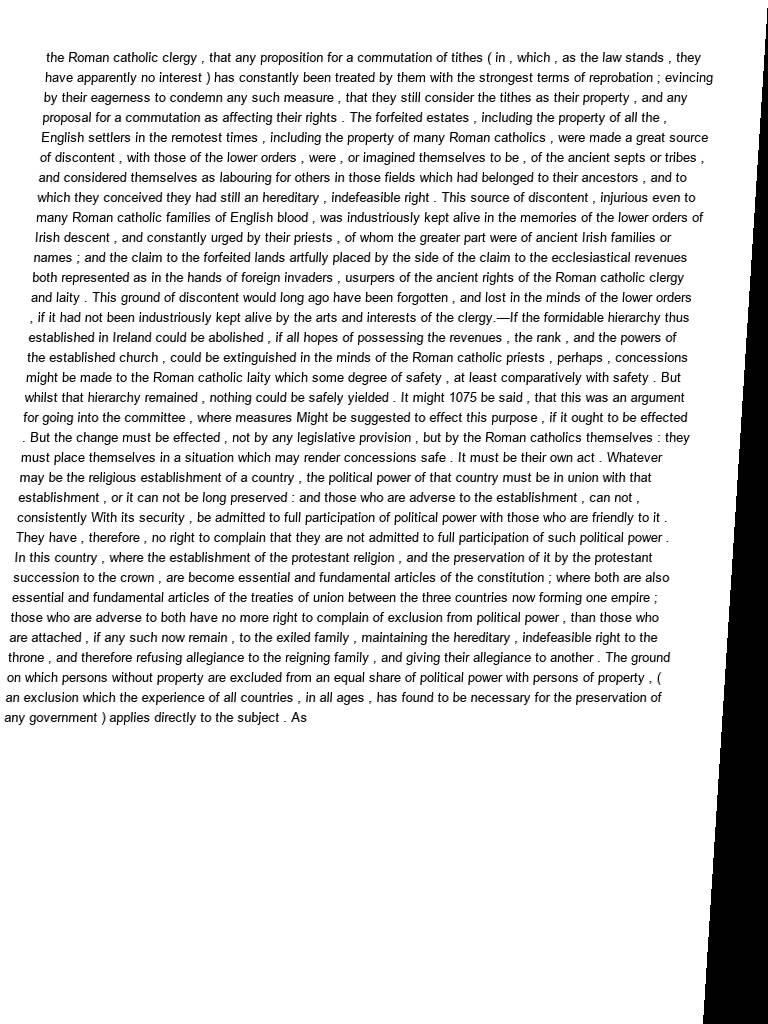 the Roman catholic clergy , that any proposition for a commutation of tithes ( in , which , as the law stands , they
have apparently no interest ) has constantly been treated by them with the strongest terms of reprobation ; evincing
by their eagerness to condemn any such measure , that they still consider the tithes as their property , and any
proposal for a commutation as affecting their rights . The forfeited estates , including the property of all the ,
English settlers in the remotest times , including the property of many Roman catholics , were made a great source
of discontent , with those of the lower orders , were , or imagined themselves to be , of the ancient septs or tribes ,
and considered themselves as labouring for others in those fields which had belonged to their ancestors , and to
which they conceived they had still an hereditary , indefeasible right . This source of discontent , injurious even to
many Roman catholic families of English blood , was industriously kept alive in the memories of the lower orders of
Irish descent , and constantly urged by their priests , of whom the greater part were of ancient Irish families or
names ; and the claim to the forfeited lands artfully placed by the side of the claim to the ecclesiastical revenues
both represented as in the hands of foreign invaders , usurpers of the ancient rights of the Roman catholic clergy
and laity . This ground of discontent would long ago have been forgotten , and lost in the minds of the lower orders
, if it had not been industriously kept alive by the arts and interests of the clergy.—If the formidable hierarchy thus
established in Ireland could be abolished , if all hopes of possessing the revenues , the rank , and the powers of
the established church , could be extinguished in the minds of the Roman catholic priests , perhaps , concessions
might be made to the Roman catholic laity which some degree of safety , at least comparatively with safety . But
whilst that hierarchy remained , nothing could be safely yielded . It might 1075 be said , that this was an argument
for going into the committee , where measures Might be suggested to effect this purpose , if it ought to be effected
. But the change must be effected , not by any legislative provision , but by the Roman catholics themselves : they
must place themselves in a situation which may render concessions safe . It must be their own act . Whatever
may be the religious establishment of a country , the political power of that country must be in union with that
establishment , or it can not be long preserved : and those who are adverse to the establishment , can not ,
consistently With its security , be admitted to full participation of political power with those who are friendly to it .
They have , therefore , no right to complain that they are not admitted to full participation of such political power .
In this country , where the establishment of the protestant religion , and the preservation of it by the protestant
succession to the crown , are become essential and fundamental articles of the constitution ; where both are also
essential and fundamental articles of the treaties of union between the three countries now forming one empire ;
those who are adverse to both have no more right to complain of exclusion from political power , than those who
are attached , if any such now remain , to the exiled family , maintaining the hereditary , indefeasible right to the
throne , and therefore refusing allegiance to the reigning family , and giving their allegiance to another . The ground
on which persons without property are excluded from an equal share of political power with persons of property , (
an exclusion which the experience of all countries , in all ages , has found to be necessary for the preservation of
any government ) applies directly to the subject . As